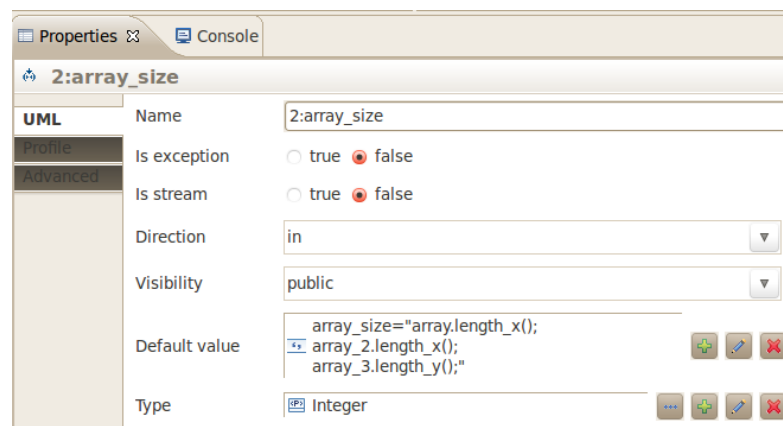 Properties Console
2:array_size
UML
Name 2:array_size
Profile
Is exception true false
Advanced
Is stream true false
Direction in
Visibility public
array_size="array.length_x();
Default value array_2.length_x();
array_3.length_y();"
Type Integer